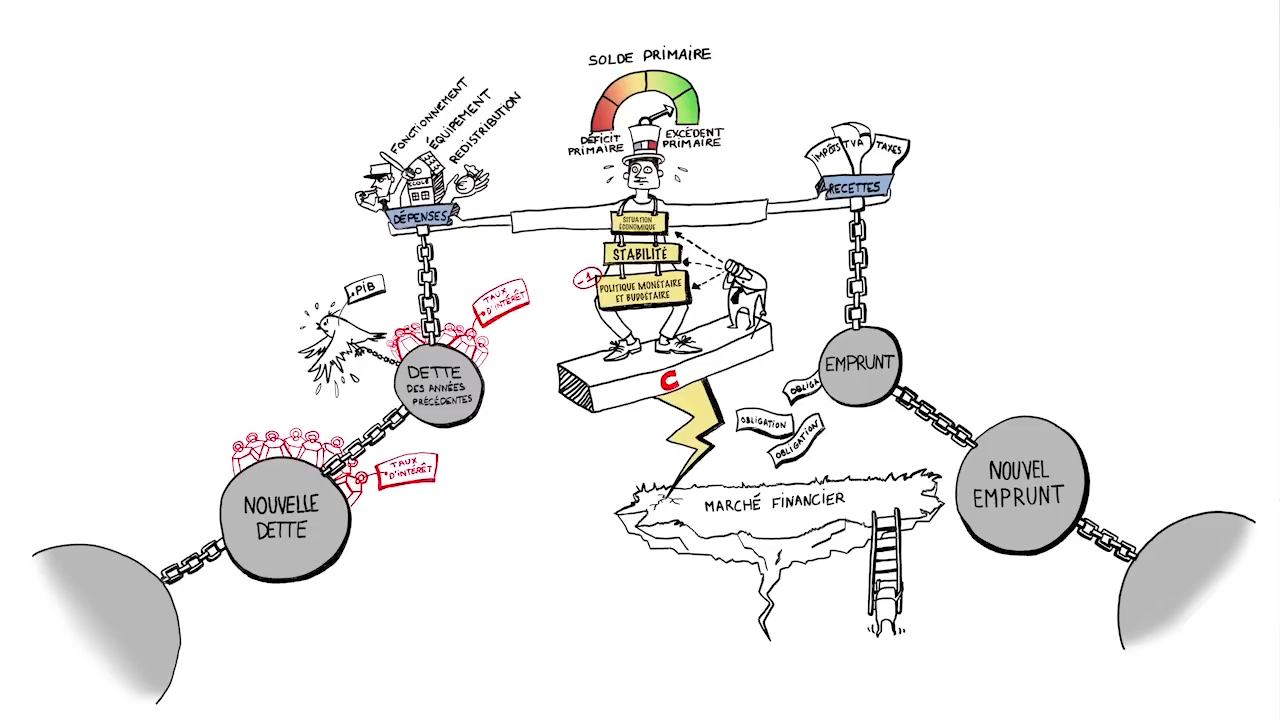 SOLDE PRIMAIRE
DÉFICIT
PRIMAIRE
EXCÉDENT
PRIMAIRE
FONCTIONNEMENT
ÉQUIPEMENT
REDISTRIBUTION
ÉCOLE
DÉPENSES
IMPÔTS
TVA
TAXES
RECETTES
SITUATION
ÉCONOMIQUE
STABILITÉ
-1
POLITIQUE MONÉTAIRE
ET BUDGÉTAIRE
PIB
TAUX
D'INTÉRÊT
DETTE
DES ANNÉES
PRÉCÉDENTES
C
EMPRUNT
OBLIGA
OBLIGATION
OBLIGATION
TAUX
D'INTÉRÊT
NOUVELLE
DETTE
MARCHÉ FINANCIER
NOUVEL
EMPRUNT